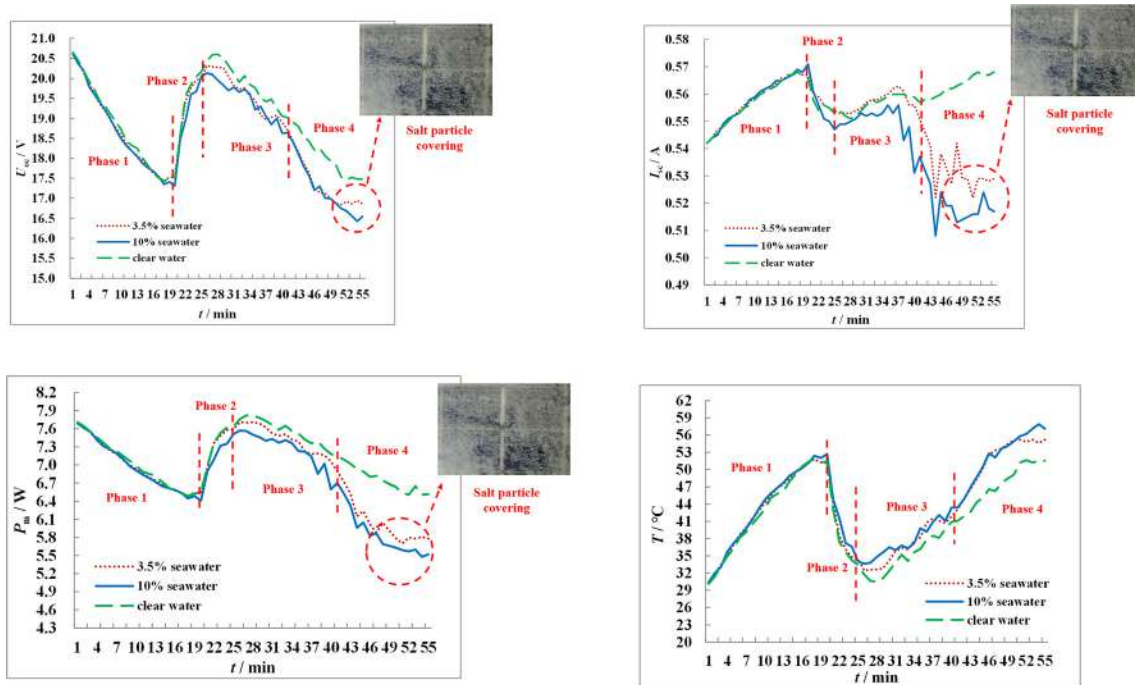 21.0
20.5
20.0
19.5
19.0
18.5
18.0
17.5
17.0
16.5
16.0
15.5
15.0
U_oc / V
Phase 1
Phase 2
Phase 3
Phase 4
Salt particle
covering
3.5% seawater
10% seawater
clear water
1 4 7 10 13 16 19 22 25 28 31 34 37 40 43 46 49 52 55
t / min
0.58
0.57
0.55
0.54
0.53
0.52
0.51
0.50
0.49
I_sc / A
Phase 2
Phase 1
Phase 3
Phase 4
Salt particle
covering
3.5% seawater
10% seawater
clear water
1 4 7 10 13 16 19 22 25 28 31 34 37 40 43 46 49 52 55
t / min
8.2
7.9
7.6
7.3
7.0
6.7
6.4
6.1
5.8
5.5
5.2
4.9
4.6
4.3
P_m / W
Phase 2
Phase 1
Phase 3
Phase 4
Salt particle
covering
3.5% seawater
10% seawater
clear water
1 4 7 10 13 16 19 22 25 28 31 34 37 40 43 46 49 52 55
t / min
62
59
56
53
50
47
44
41
38
35
32
29
26
23
20
T / °C
Phase 1
Phase 2
Phase 3
Phase 4
3.5% seawater
10% seawater
clear water
1 4 7 10 13 16 19 22 25 28 31 34 37 40 43 46 49 52 55
t / min